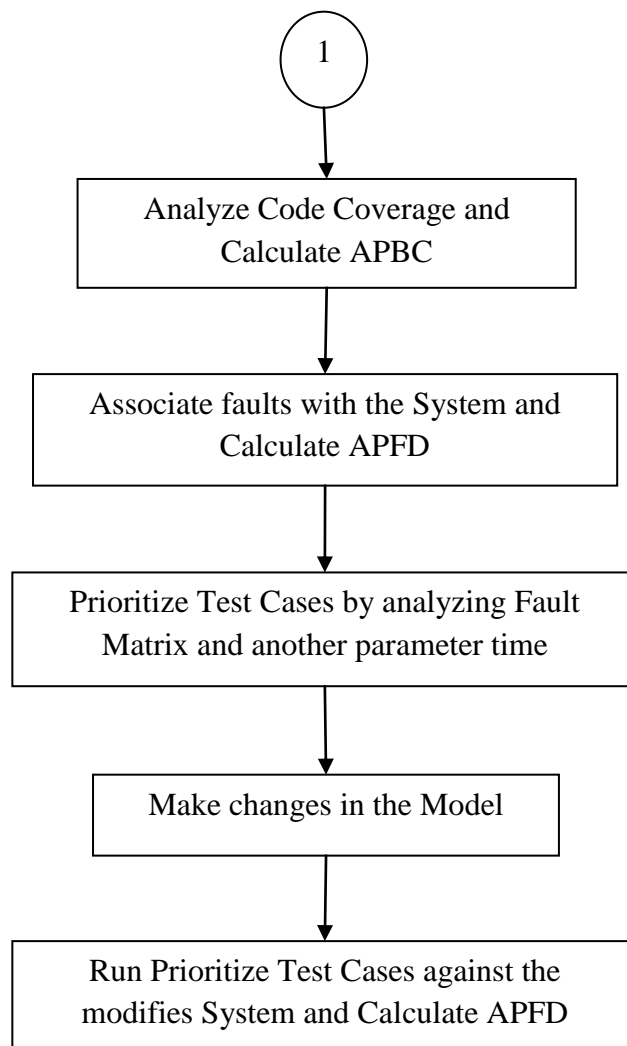 1
Analyze Code Coverage and
Calculate APBC
Associate faults with the System and
Calculate APFD
Prioritize Test Cases by analyzing Fault
Matrix and another parameter time
Make changes in the Model
Run Prioritize Test Cases against the
modifies System and Calculate APFD